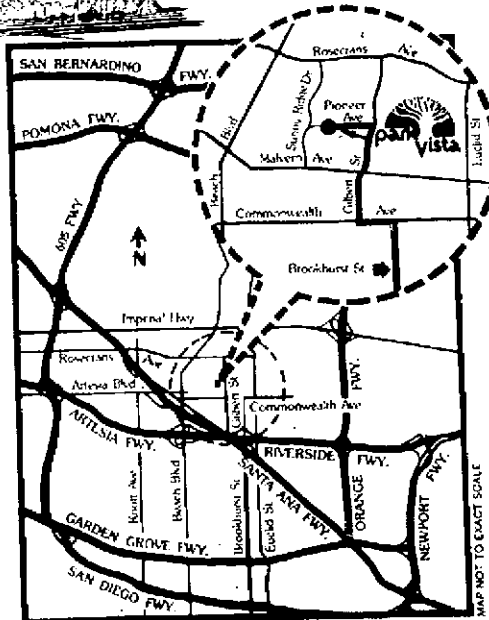 SAN BERNARDINO FWY.
POMONA FWY.
605 FWY
N
Rosecrans Ave
Euclid St
Sunny Ridge Dr
Pioneer Ave
park vista
Beach Blvd
Malvern Ave
Gilbert St
Commonwealth Ave
Brookhurst St
Imperial Hwy
Rosecrans Ave
Artesia Blvd
Gilbert St
Commonwealth Ave
ARTESIA FWY.
RIVERSIDE FWY.
ORANGE FWY.
NEWPORT FWY.
SANTA ANA FWY.
Knott Ave
Beach Blvd
Brookhurst St
Euclid St
GARDEN GROVE FWY.
SAN DIEGO FWY.
MAP NOT TO EXACT SCALE